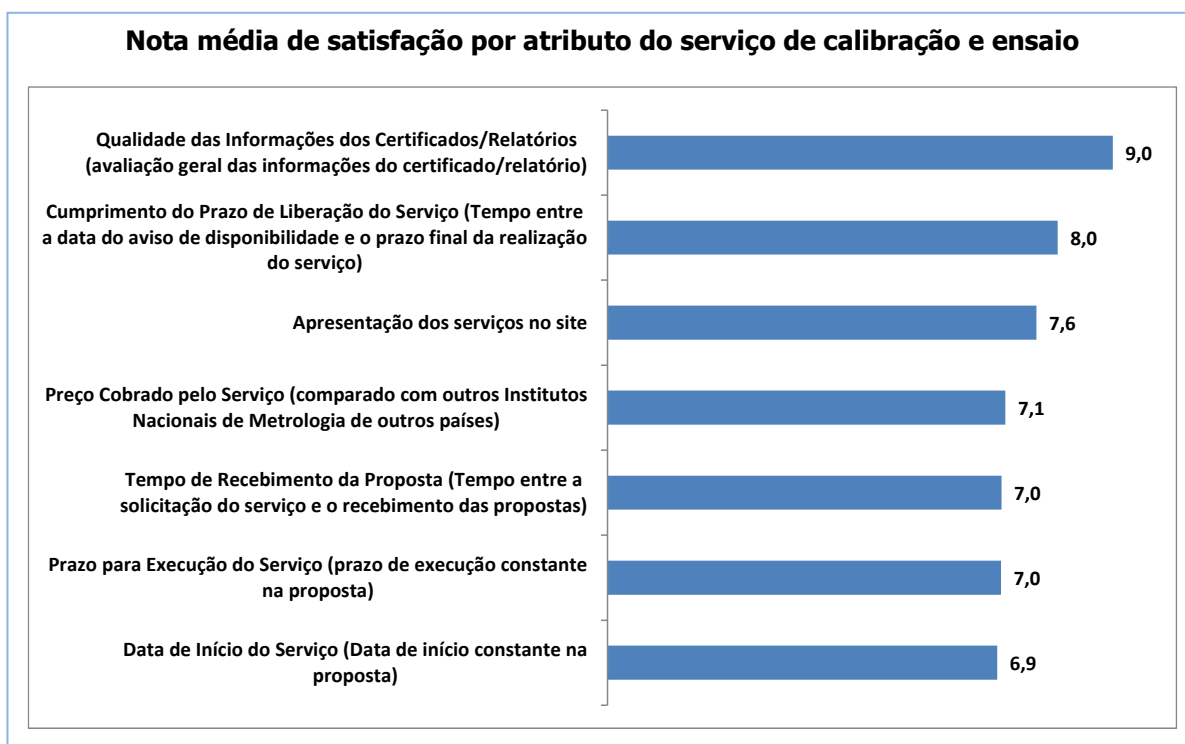 Nota média de satisfação por atributo do serviço de calibração e ensaio
Qualidade das Informações dos Certificados/Relatórios
(avaliação geral das informações do certificado/relatório)
9,0
Cumprimento do Prazo de Liberação do Serviço (Tempo entre
a data do aviso de disponibilidade e o prazo final da realização
do serviço)
8,0
Apresentação dos serviços no site
7,6
Preço Cobrado pelo Serviço (comparado com outros Institutos
Nacionais de Metrologia de outros países)
7,1
Tempo de Recebimento da Proposta (Tempo entre a
solicitação do serviço e o recebimento das propostas)
7,0
Prazo para Execução do Serviço (prazo de execução constante
na proposta)
7,0
Data de Início do Serviço (Data de início constante na
proposta)
6,9